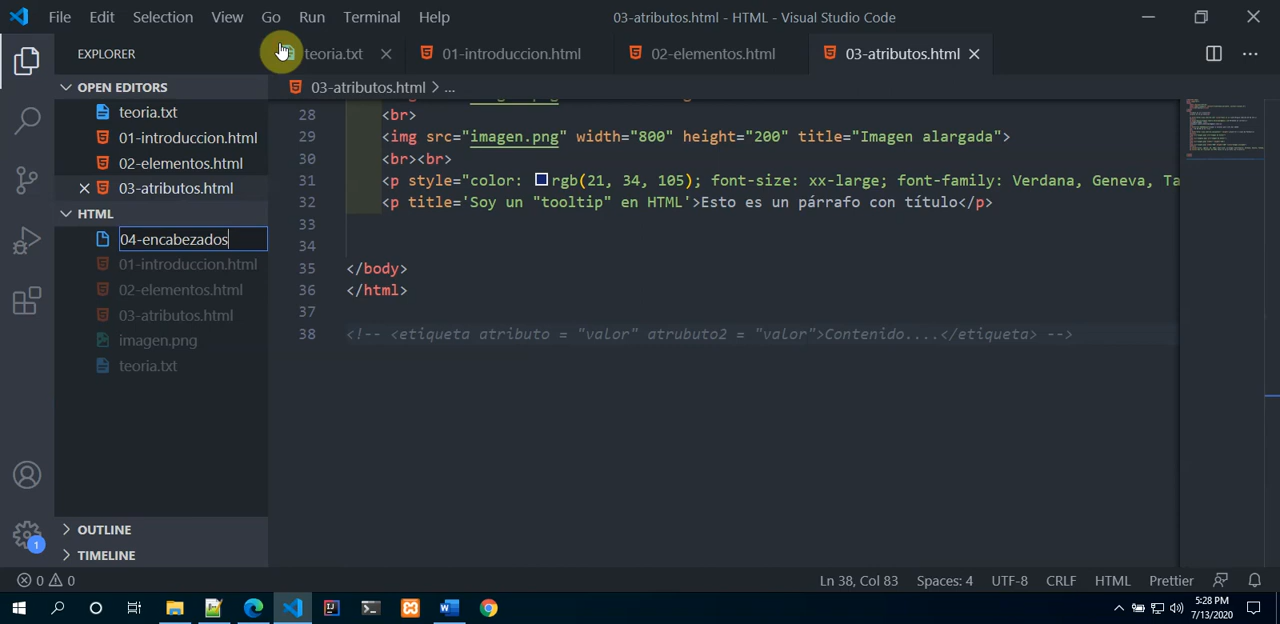 File Edit Selection View Go Run Terminal Help
03-atributos.html - HTML - Visual Studio Code
EXPLORER
teoria.txt
01-introduccion.html
02-elementos.html
03-atributos.html
OPEN EDITORS
teoria.txt
01-introduccion.html
02-elementos.html
03-atributos.html
HTML
04-encabezados
01-introduccion.html
02-elementos.html
03-atributos.html
imagen.png
teoria.txt
OUTLINE
TIMELINE
03-atributos.html > ...
28 <br>
29 <img src="imagen.png" width="800" height="200" title="Imagen alargada">
30 <br><br>
31 <p style="color: rgb(21, 34, 105); font-size: xx-large; font-family: Verdana, Geneva, Ta
32 <p title='Soy un "tooltip" en HTML'>Esto es un párrafo con título</p>
33
34
35 </body>
36 </html>
37
38 <!-- <etiqueta atributo = "valor" atrubuto2 = "valor">Contenido....</etiqueta> -->
1
0 0
Ln 38, Col 83 Spaces: 4 UTF-8 CRLF HTML Prettier
5:28 PM
7/13/2020